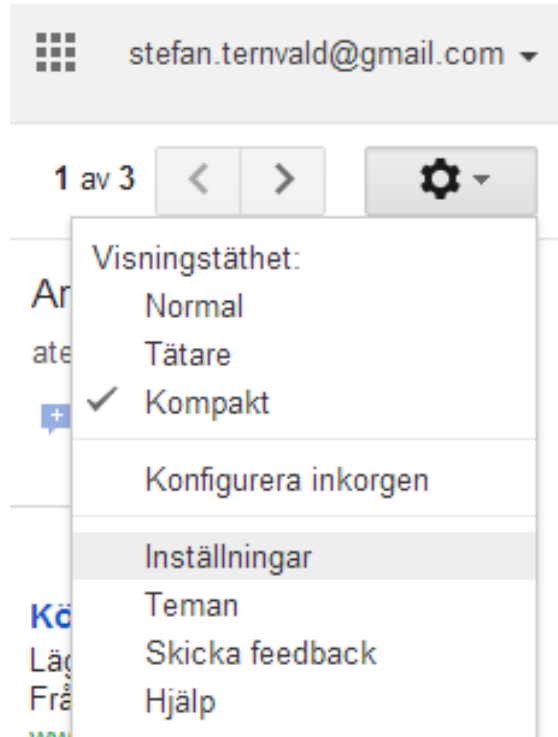 stefan.ternvald@gmail.com
1 av 3
Visningstäthet:
Normal
Tätare
Kompakt
Konfigurera inkorgen
Inställningar
Teman
Skicka feedback
Hjälp